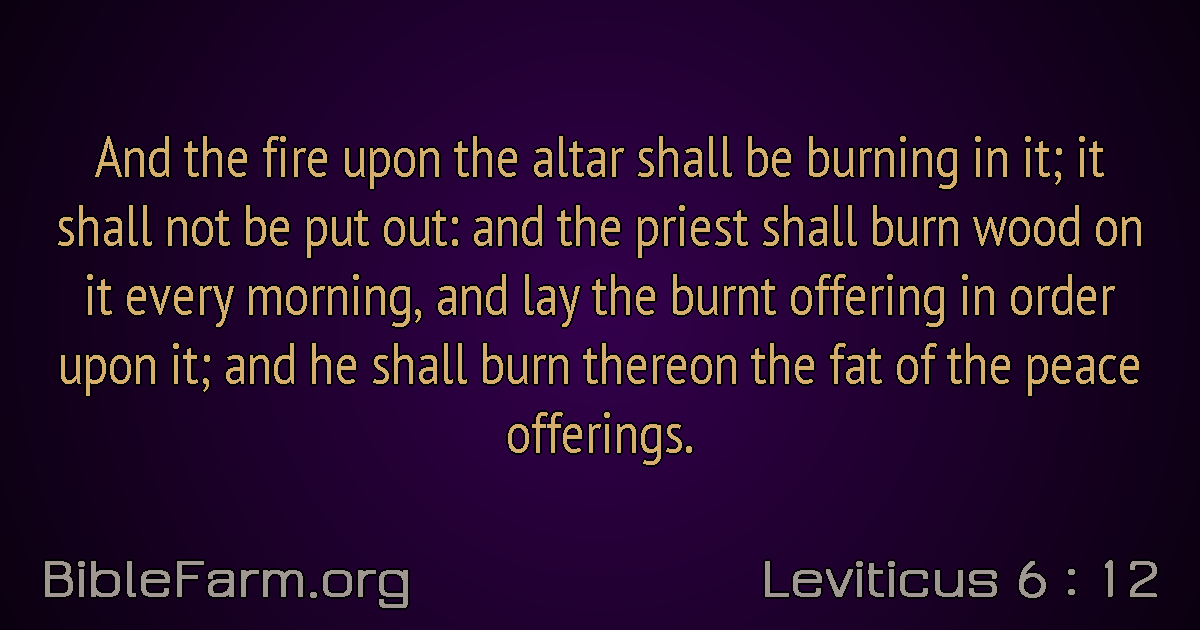 And the fire upon the altar shall be burning in it; it
shall not be put out: and the priest shall burn wood on
it every morning, and lay the burnt offering in order
upon it; and he shall burn thereon the fat of the peace
offerings.
BibleFarm.org
Leviticus 6 : 12